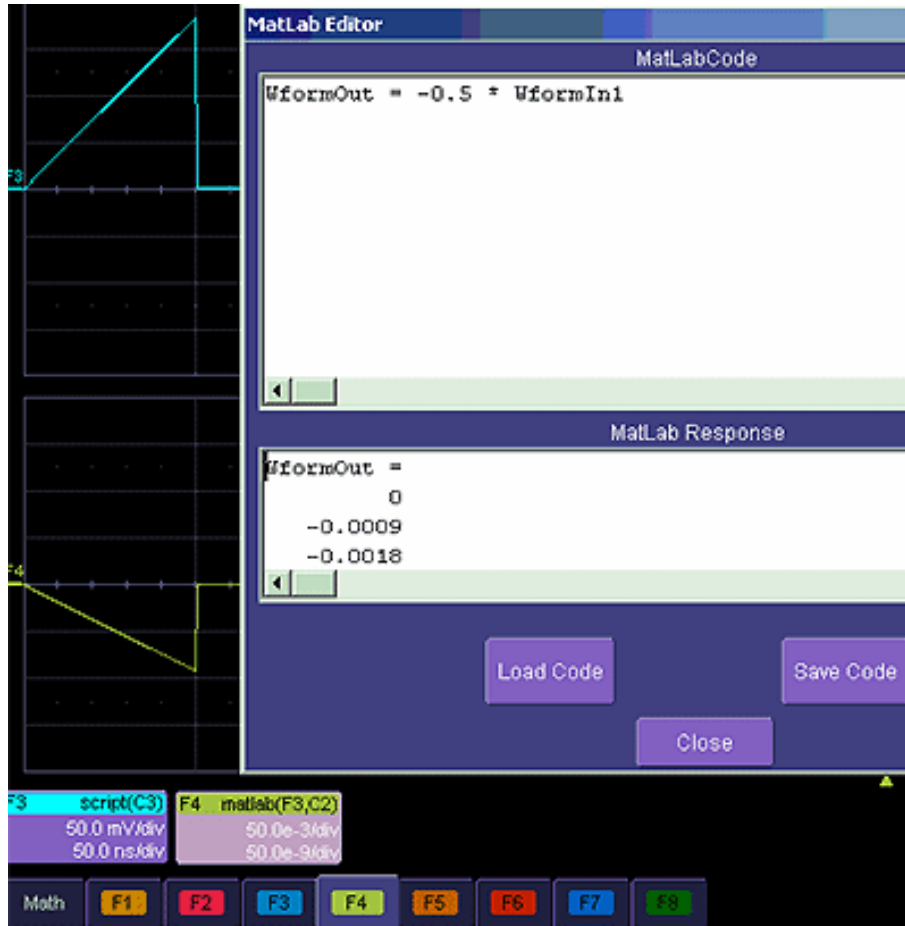 MatLab Editor
MatLabCode
WformOut = -0.5 * WformIn1
F3
MatLab Response
WformOut =
0
-0.0009
-0.0018
F4
Load Code
Save Code
Close
F3 script(C3)
50.0 mV/div
50.0 ns/div
F4 matlab(F3,C2)
50.0e-3/div
50.0e-9/div
Math F1 F2 F3 F4 F5 F6 F7 F8